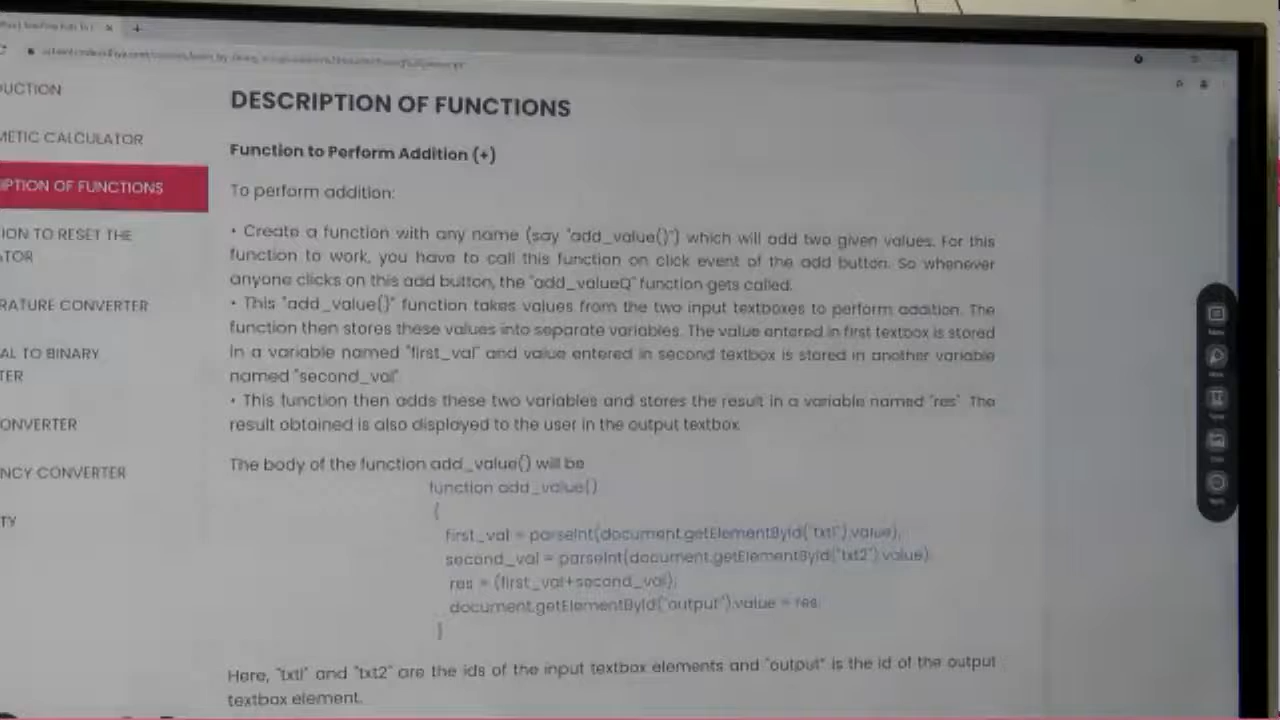 UCTION
METIC CALCULATOR
IPTION OF FUNCTIONS
ION TO RESET THE
ATOR
RATURE CONVERTER
AL TO BINARY
TER
ONVERTER
NCY CONVERTER
TY
DESCRIPTION OF FUNCTIONS
Function to Perform Addition (+)
To perform addition:
• Create a function with any name (say "add_value()") which will add two given values. For this
function to work, you have to call this function on click event of the add button. So whenever
anyone clicks on this add button, the "add_valueQ" function gets called.
• This "add_value()" function takes values from the two input textboxes to perform addition. The
function then stores these values into separate variables. The value entered in first textbox is stored
in a variable named "first_val" and value entered in second textbox is stored in another variable
named "second_val"
• This function then adds these two variables and stores the result in a variable named "res" The
result obtained is also displayed to the user in the output textbox
The body of the function add_value() will be
function add_value()
{
first_val = parseInt(document.getElementById("txt1").value);
second_val = parseInt(document.getElementById("txt2").value)
res = (first_val+second_val);
document.getElementById("output").value = res;
}
Here, "txt1" and "txt2" are the ids of the input textbox elements and "output" is the id of the output
textbox element.